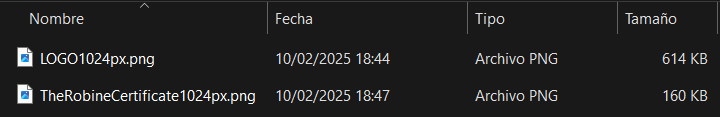 Nombre Fecha Tipo Tamaño
LOGO1024px.png 10/02/2025 18:44 Archivo PNG 614 KB
TheRobineCertificate1024px.png 10/02/2025 18:47 Archivo PNG 160 KB